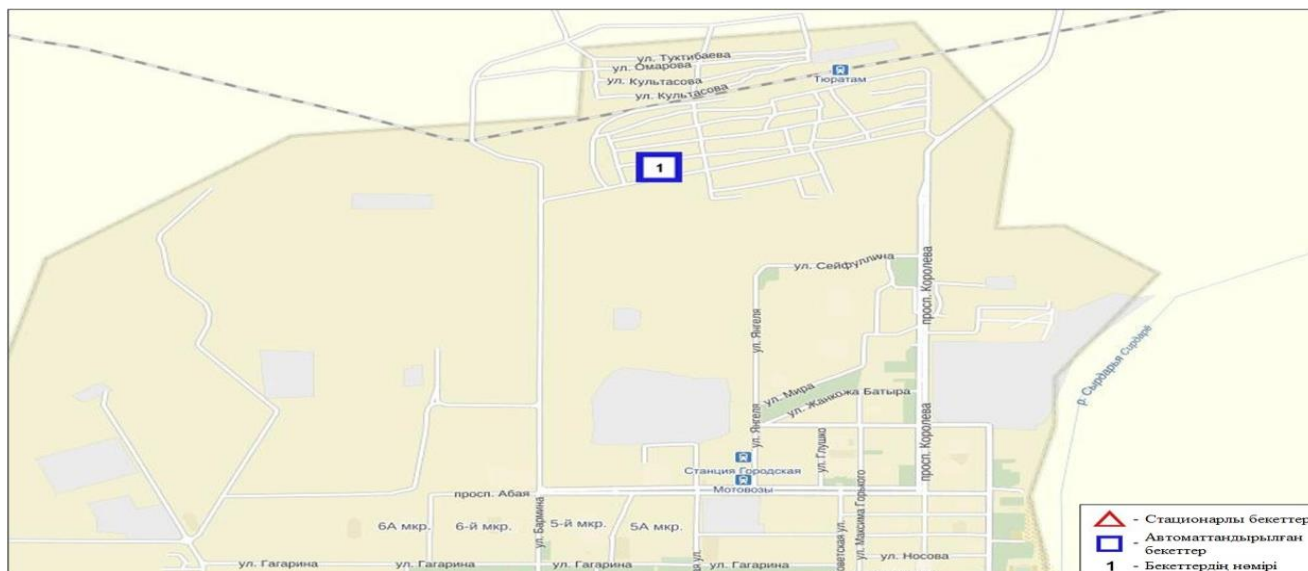 ул. Туктибаева
ул. Омарова
ул. Культасова
ул. Культасова
Тюратам
1
ул. Сейфуллина
просп. Королева
ул. Янгеля
р. Сырдарья Сирдарё
ул. Мира
ул. Жанкожа Батыра
ул. Янгеля
просп. Королева
ул. Глушко
ул. Максима Горького
Станция Городская
Мотовозы
просп. Абая
ул. Бармина
6А мкр.
6-й мкр.
5-й мкр.
5А мкр.
ул. Носова
ул. Гагарина
ул. Гагарина
ул. Гагарина
- Стационарлы бекеттер
- Автоматтандырылған
бекеттер
1 - Бекеттердің нөмірі